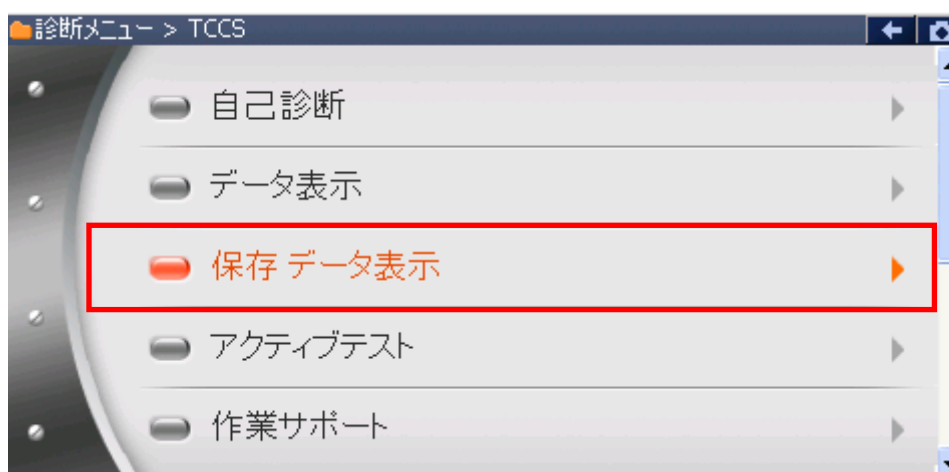 診断メニュー > TCCS
自己診断
データ表示
保存 データ表示
アクティブテスト
作業サポート